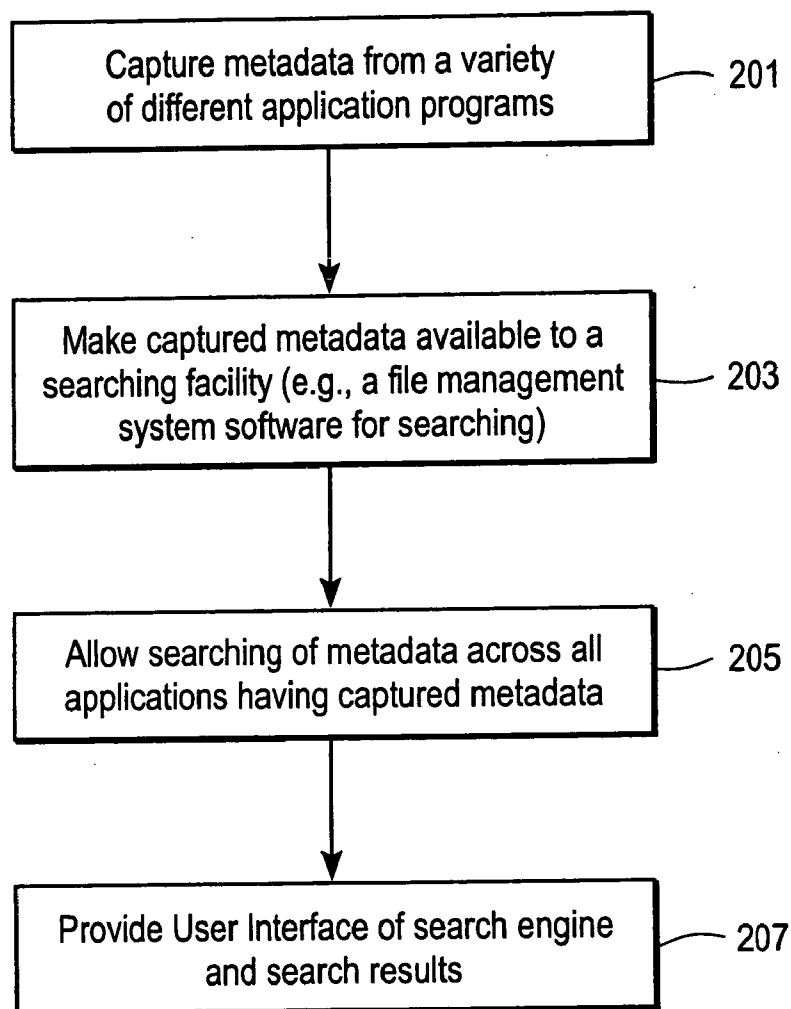 Capture metadata from a variety
of different application programs
201
Make captured metadata available to a
searching facility (e.g., a file management
system software for searching)
203
Allow searching of metadata across all
applications having captured metadata
205
Provide User Interface of search engine
and search results
207